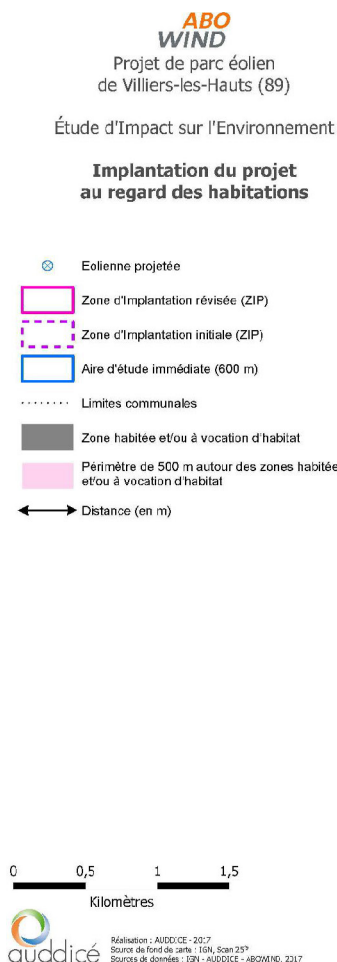 ABO
WIND
Projet de parc éolien
de Villiers-les-Hauts (89)
Étude d'Impact sur l'Environnement
Implantation du projet
au regard des habitations
Eolienne projetée
Zone d'Implantation révisée (ZIP)
Zone d'Implantation initiale (ZIP)
Aire d'étude immédiate (600 m)
Limites communales
Zone habitée et/ou à vocation d'habitat
Périmètre de 500 m autour des zones habitée
et/ou à vocation d'habitat
Distance (en m)
0 0,5 1 1,5
Kilomètres
auddicé
Réalisation : AUDDICE - 2017
Source de fond de carte : IGN, Scan 25®
Sources de données : IGN - AUDDICE - ABOWIND, 2017